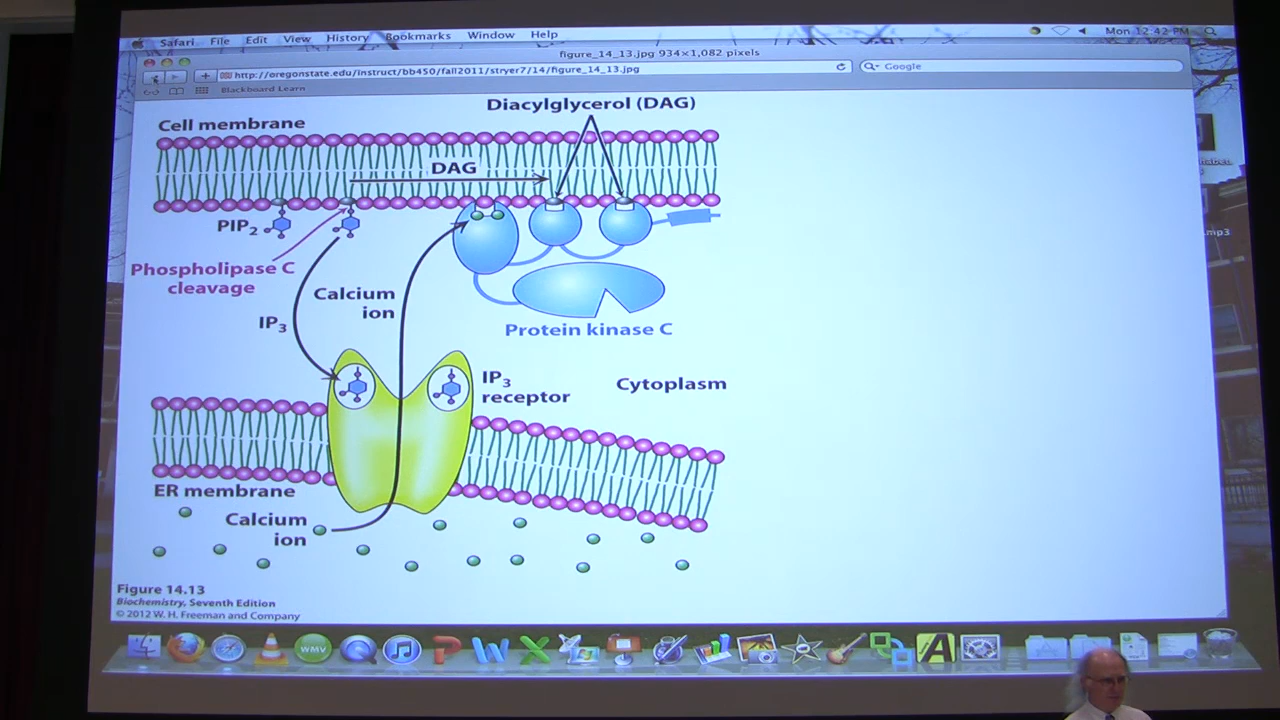 Safari File Edit View History Bookmarks Window Help
Mon 12:42 PM
figure_14_13.jpg 934×1,082 pixels
http://oregonstate.edu/instruct/bb450/fall2011/stryer7/14/figure_14_13.jpg
Google
Blackboard Learn
Diacylglycerol (DAG)
Cell membrane
DAG
PIP2
Phospholipase C
cleavage
Calcium
ion
IP3
Protein kinase C
IP3
receptor
Cytoplasm
ER membrane
Calcium
ion
Figure 14.13
Biochemistry, Seventh Edition
© 2012 W. H. Freeman and Company
.mp3
WMV